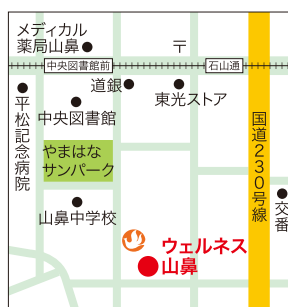 メディカル
薬局山鼻
〒
中央図書館前
石山通
道銀
東光ストア
中央図書館
平松記念病院
やまはな
サンパーク
国道230号線
山鼻中学校
交番
ウェルネス
山鼻